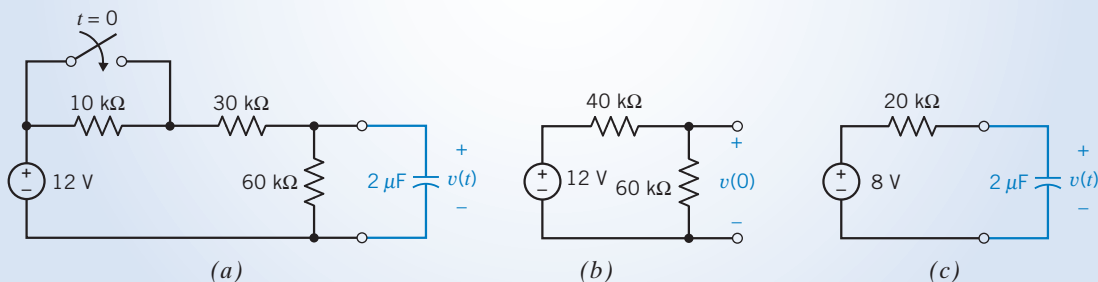 t = 0
10 kΩ
30 kΩ
12 V
60 kΩ
2 μF
+
v(t)
−
(a)
40 kΩ
12 V
60 kΩ
+
v(0)
−
(b)
20 kΩ
8 V
2 μF
+
v(t)
−
(c)